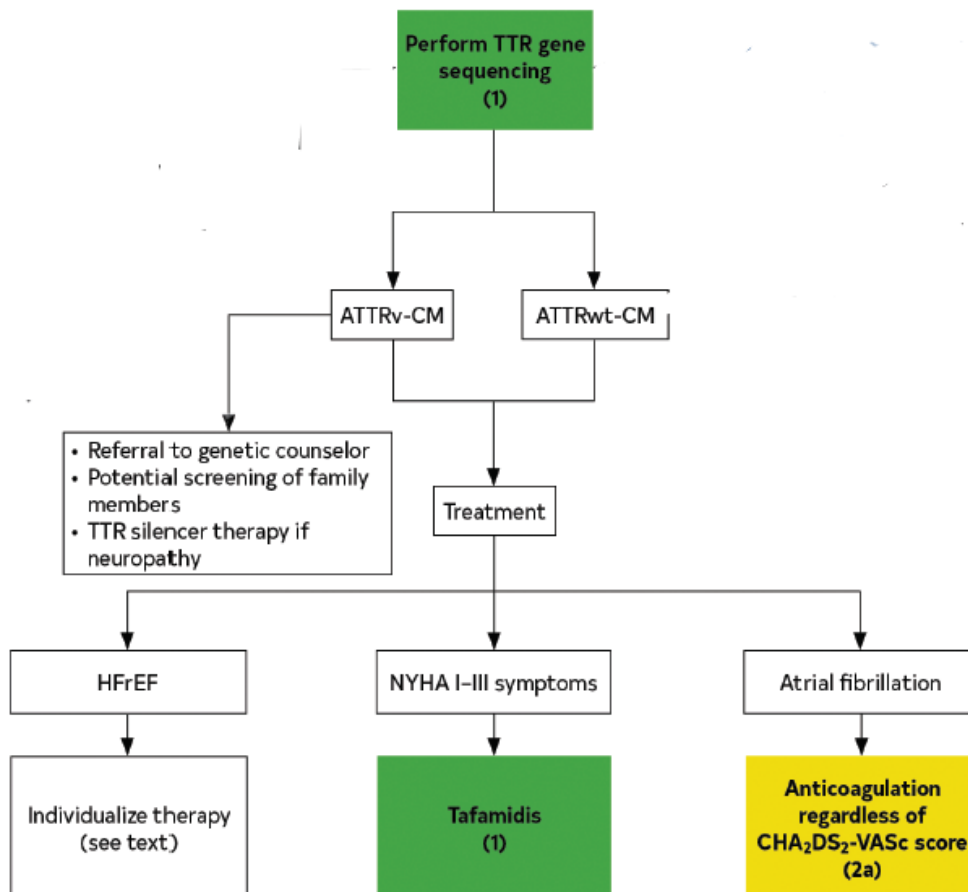 Perform TTR gene
sequencing
(1)
ATTRv-CM
ATTRwt-CM
• Referral to genetic counselor
• Potential screening of family
members
• TTR silencer therapy if
neuropathy
Treatment
HFrEF
NYHA I–III symptoms
Atrial fibrillation
Individualize therapy
(see text)
Tafamidis
(1)
Anticoagulation
regardless of
CHA₂DS₂-VASc score
(2a)